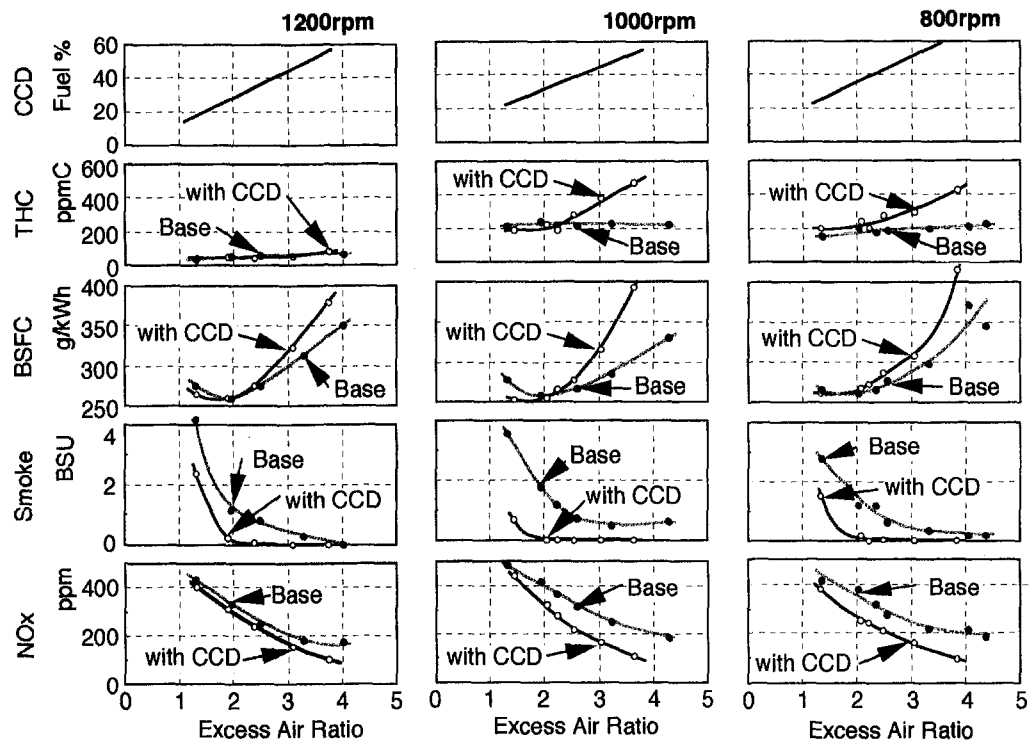 1200rpm 1000rpm 800rpm
CCD
Fuel %
60
40
20
0
THC
ppmC
600
400
200
0
with CCD
Base
with CCD
Base
with CCD
Base
BSFC
g/kWh
400
350
300
250
with CCD
Base
with CCD
Base
with CCD
Base
Smoke
BSU
4
2
0
Base
with CCD
Base
with CCD
Base
with CCD
NOx
ppm
400
200
0
Base
with CCD
Base
with CCD
Base
with CCD
0 1 2 3 4 5 0 1 2 3 4 5 0 1 2 3 4 5
Excess Air Ratio Excess Air Ratio Excess Air Ratio